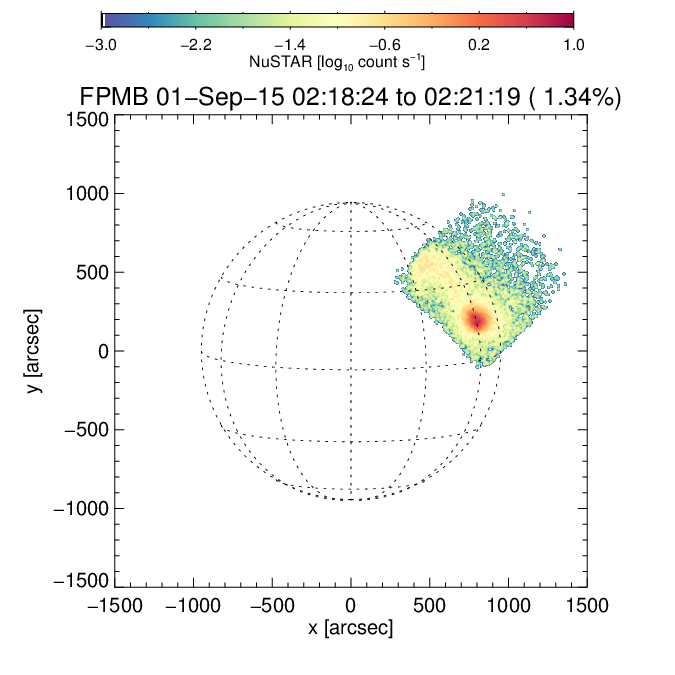 −3.0 −2.2 −1.4 −0.6 0.2 1.0
NuSTAR [log₁₀ count s⁻¹]
FPMB 01−Sep−15 02:18:24 to 02:21:19 ( 1.34%)
1500
1000
500
0
−500
−1000
−1500
y [arcsec]
−1500 −1000 −500 0 500 1000 1500
x [arcsec]